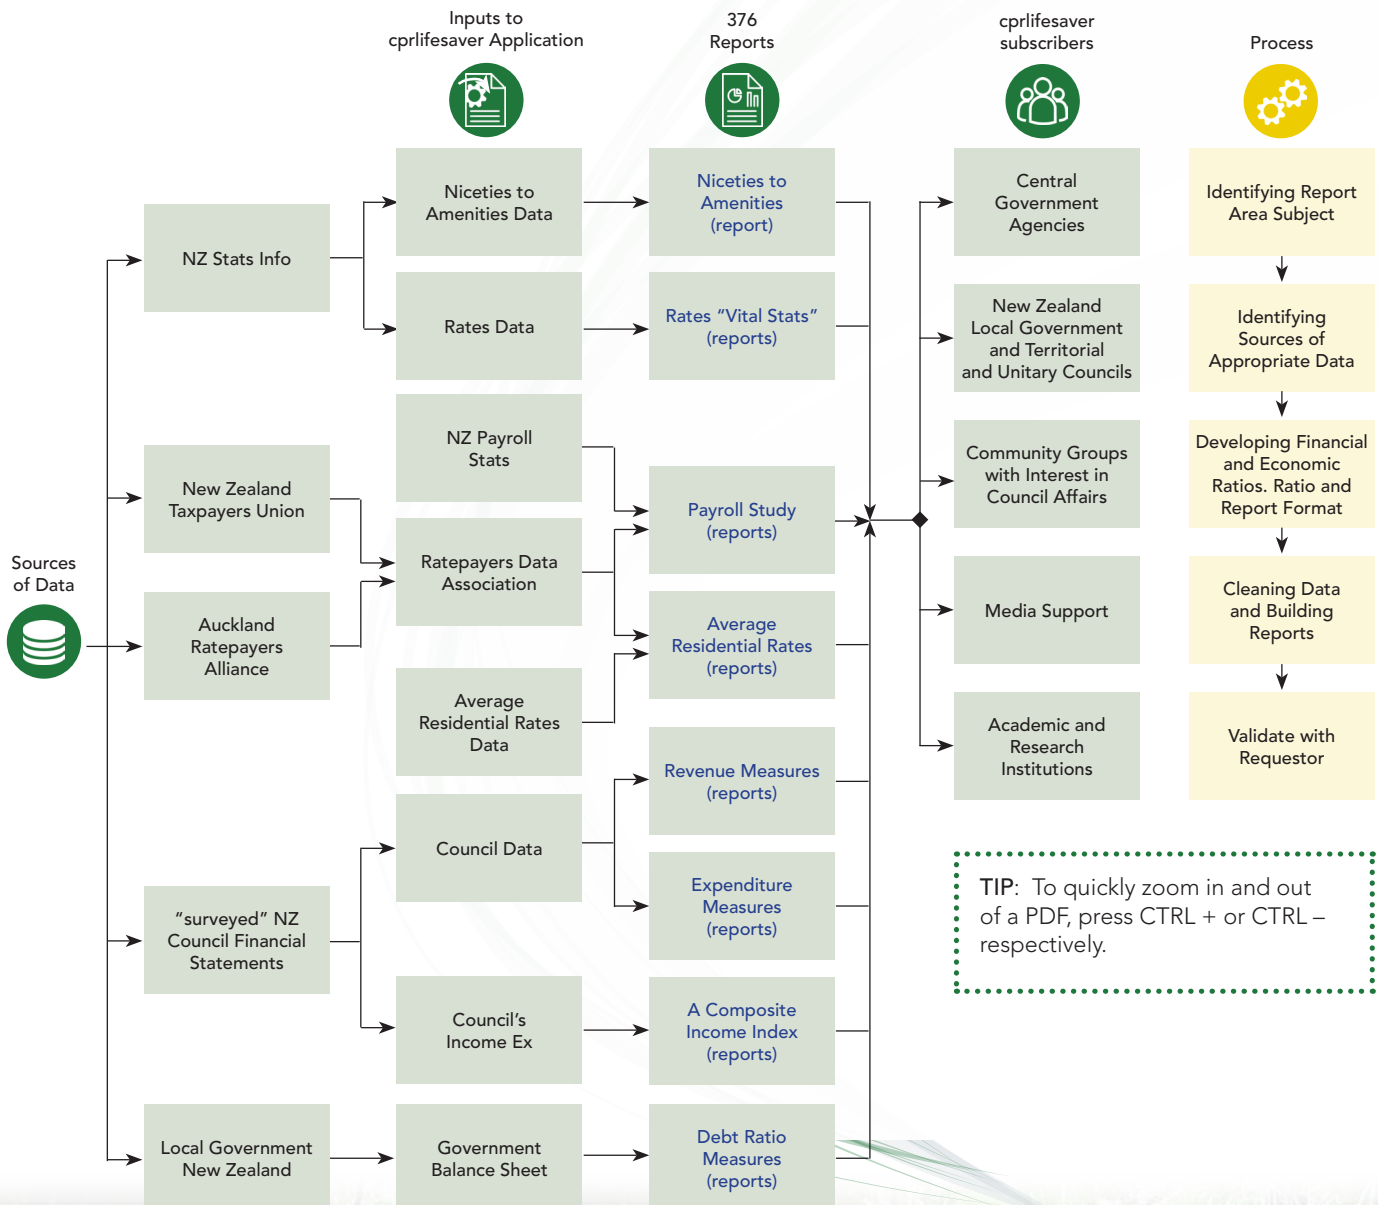 Inputs to
cprlifesaver Application
376
Reports
cprlifesaver
subscribers
Process
Sources
of Data
NZ Stats Info
New Zealand
Taxpayers Union
Auckland
Ratepayers
Alliance
“surveyed” NZ
Council Financial
Statements
Local Government
New Zealand
Niceties to
Amenities Data
Rates Data
NZ Payroll
Stats
Ratepayers Data
Association
Average
Residential Rates
Data
Council Data
Council’s
Income Ex
Government
Balance Sheet
Niceties to
Amenities
(report)
Rates “Vital Stats”
(reports)
Payroll Study
(reports)
Average
Residential Rates
(reports)
Revenue Measures
(reports)
Expenditure
Measures
(reports)
A Composite
Income Index
(reports)
Debt Ratio
Measures
(reports)
Central
Government
Agencies
New Zealand
Local Government
and Territorial
and Unitary Councils
Community Groups
with Interest in
Council Affairs
Media Support
Academic and
Research
Institutions
Identifying Report
Area Subject
Identifying
Sources of
Appropriate Data
Developing Financial
and Economic
Ratios. Ratio and
Report Format
Cleaning Data
and Building
Reports
Validate with
Requestor
TIP: To quickly zoom in and out
of a PDF, press CTRL + or CTRL –
respectively.